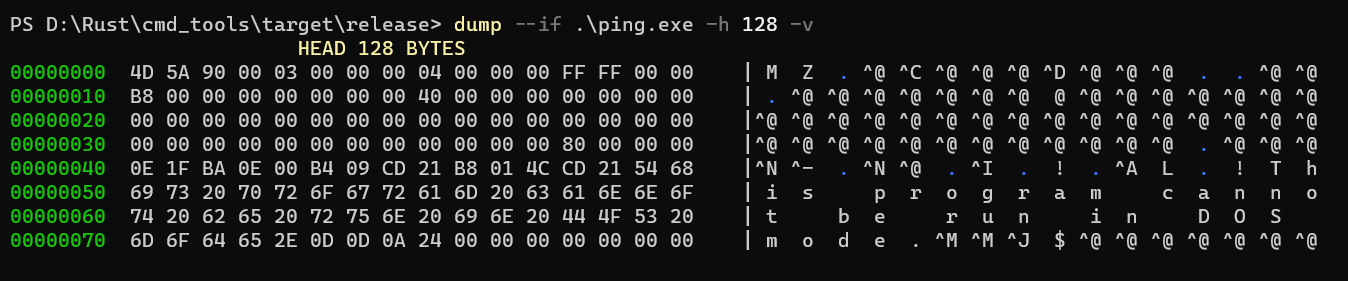 PS D:\Rust\cmd_tools\target\release> dump --if .\ping.exe -h 128 -v
HEAD 128 BYTES
00000000 4D 5A 90 00 03 00 00 00 04 00 00 00 FF FF 00 00 | M Z . ^@ ^C ^@ ^@ ^@ ^D ^@ ^@ ^@ . . ^@ ^@
00000010 B8 00 00 00 00 00 00 00 40 00 00 00 00 00 00 00 | . ^@ ^@ ^@ ^@ ^@ ^@ ^@ @ ^@ ^@ ^@ ^@ ^@ ^@ ^@
00000020 00 00 00 00 00 00 00 00 00 00 00 00 00 00 00 00 |^@ ^@ ^@ ^@ ^@ ^@ ^@ ^@ ^@ ^@ ^@ ^@ ^@ ^@ ^@ ^@
00000030 00 00 00 00 00 00 00 00 00 00 00 00 80 00 00 00 |^@ ^@ ^@ ^@ ^@ ^@ ^@ ^@ ^@ ^@ ^@ ^@ . ^@ ^@ ^@
00000040 0E 1F BA 0E 00 B4 09 CD 21 B8 01 4C CD 21 54 68 |^N ^- . ^N ^@ . ^I . ! . ^A L . ! T h
00000050 69 73 20 70 72 6F 67 72 61 6D 20 63 61 6E 6E 6F | i s p r o g r a m c a n n o
00000060 74 20 62 65 20 72 75 6E 20 69 6E 20 44 4F 53 20 | t b e r u n i n D O S
00000070 6D 6F 64 65 2E 0D 0D 0A 24 00 00 00 00 00 00 00 | m o d e . ^M ^M ^J $ ^@ ^@ ^@ ^@ ^@ ^@ ^@